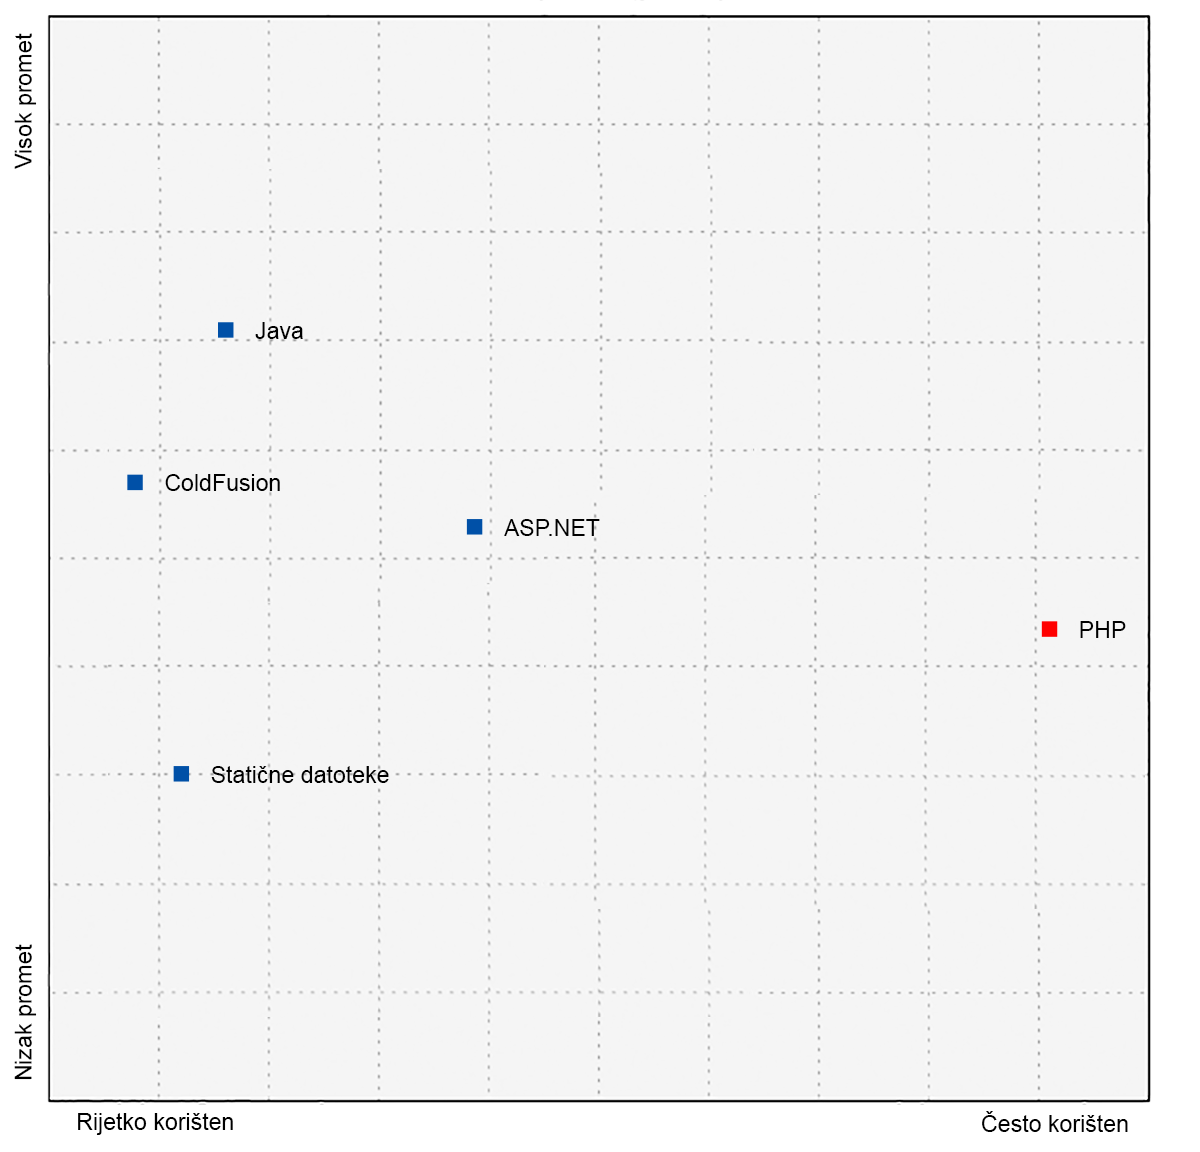 Visok promet
Java
ColdFusion
ASP.NET
PHP
Statične datoteke
Nizak promet
Rijetko korišten
Često korišten